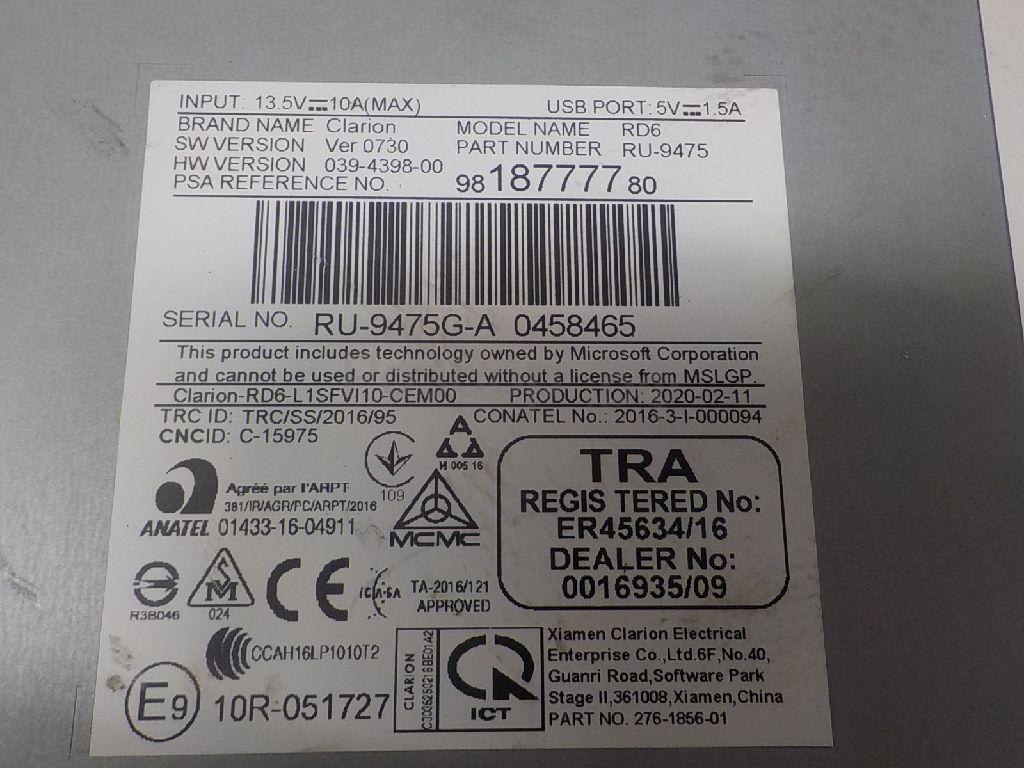 INPUT: 13.5V⎓10A(MAX) USB PORT: 5V⎓1.5A
BRAND NAME Clarion MODEL NAME RD6
SW VERSION Ver 0730 PART NUMBER RU-9475
HW VERSION 039-4398-00
PSA REFERENCE NO. 98187777 80
SERIAL NO. RU-9475G-A 0458465
This product includes technology owned by Microsoft Corporation
and cannot be used or distributed without a license from MSLGP.
Clarion-RD6-L1SFVI10-CEM00 PRODUCTION: 2020-02-11
TRC ID: TRC/SS/2016/95 CONATEL No.: 2016-3-I-000094
CNCID: C-15975
A
H 005 16
109
Agréé par l'ARPT
381/IR/AGR/PC/ARPT/2016
ANATEL 01433-16-04911
MCMC
TRA
REGIS TERED No:
ER45634/16
DEALER No:
0016935/09
R3B046
SM
024
CE
ICASA
TA-2016/121
APPROVED
CCAH16LP1010T2
E9 10R-051727
CLARION
ICT
Xiamen Clarion Electrical
Enterprise Co.,Ltd.6F,No.40,
Guanri Road,Software Park
Stage II,361008,Xiamen,China
PART NO. 276-1856-01